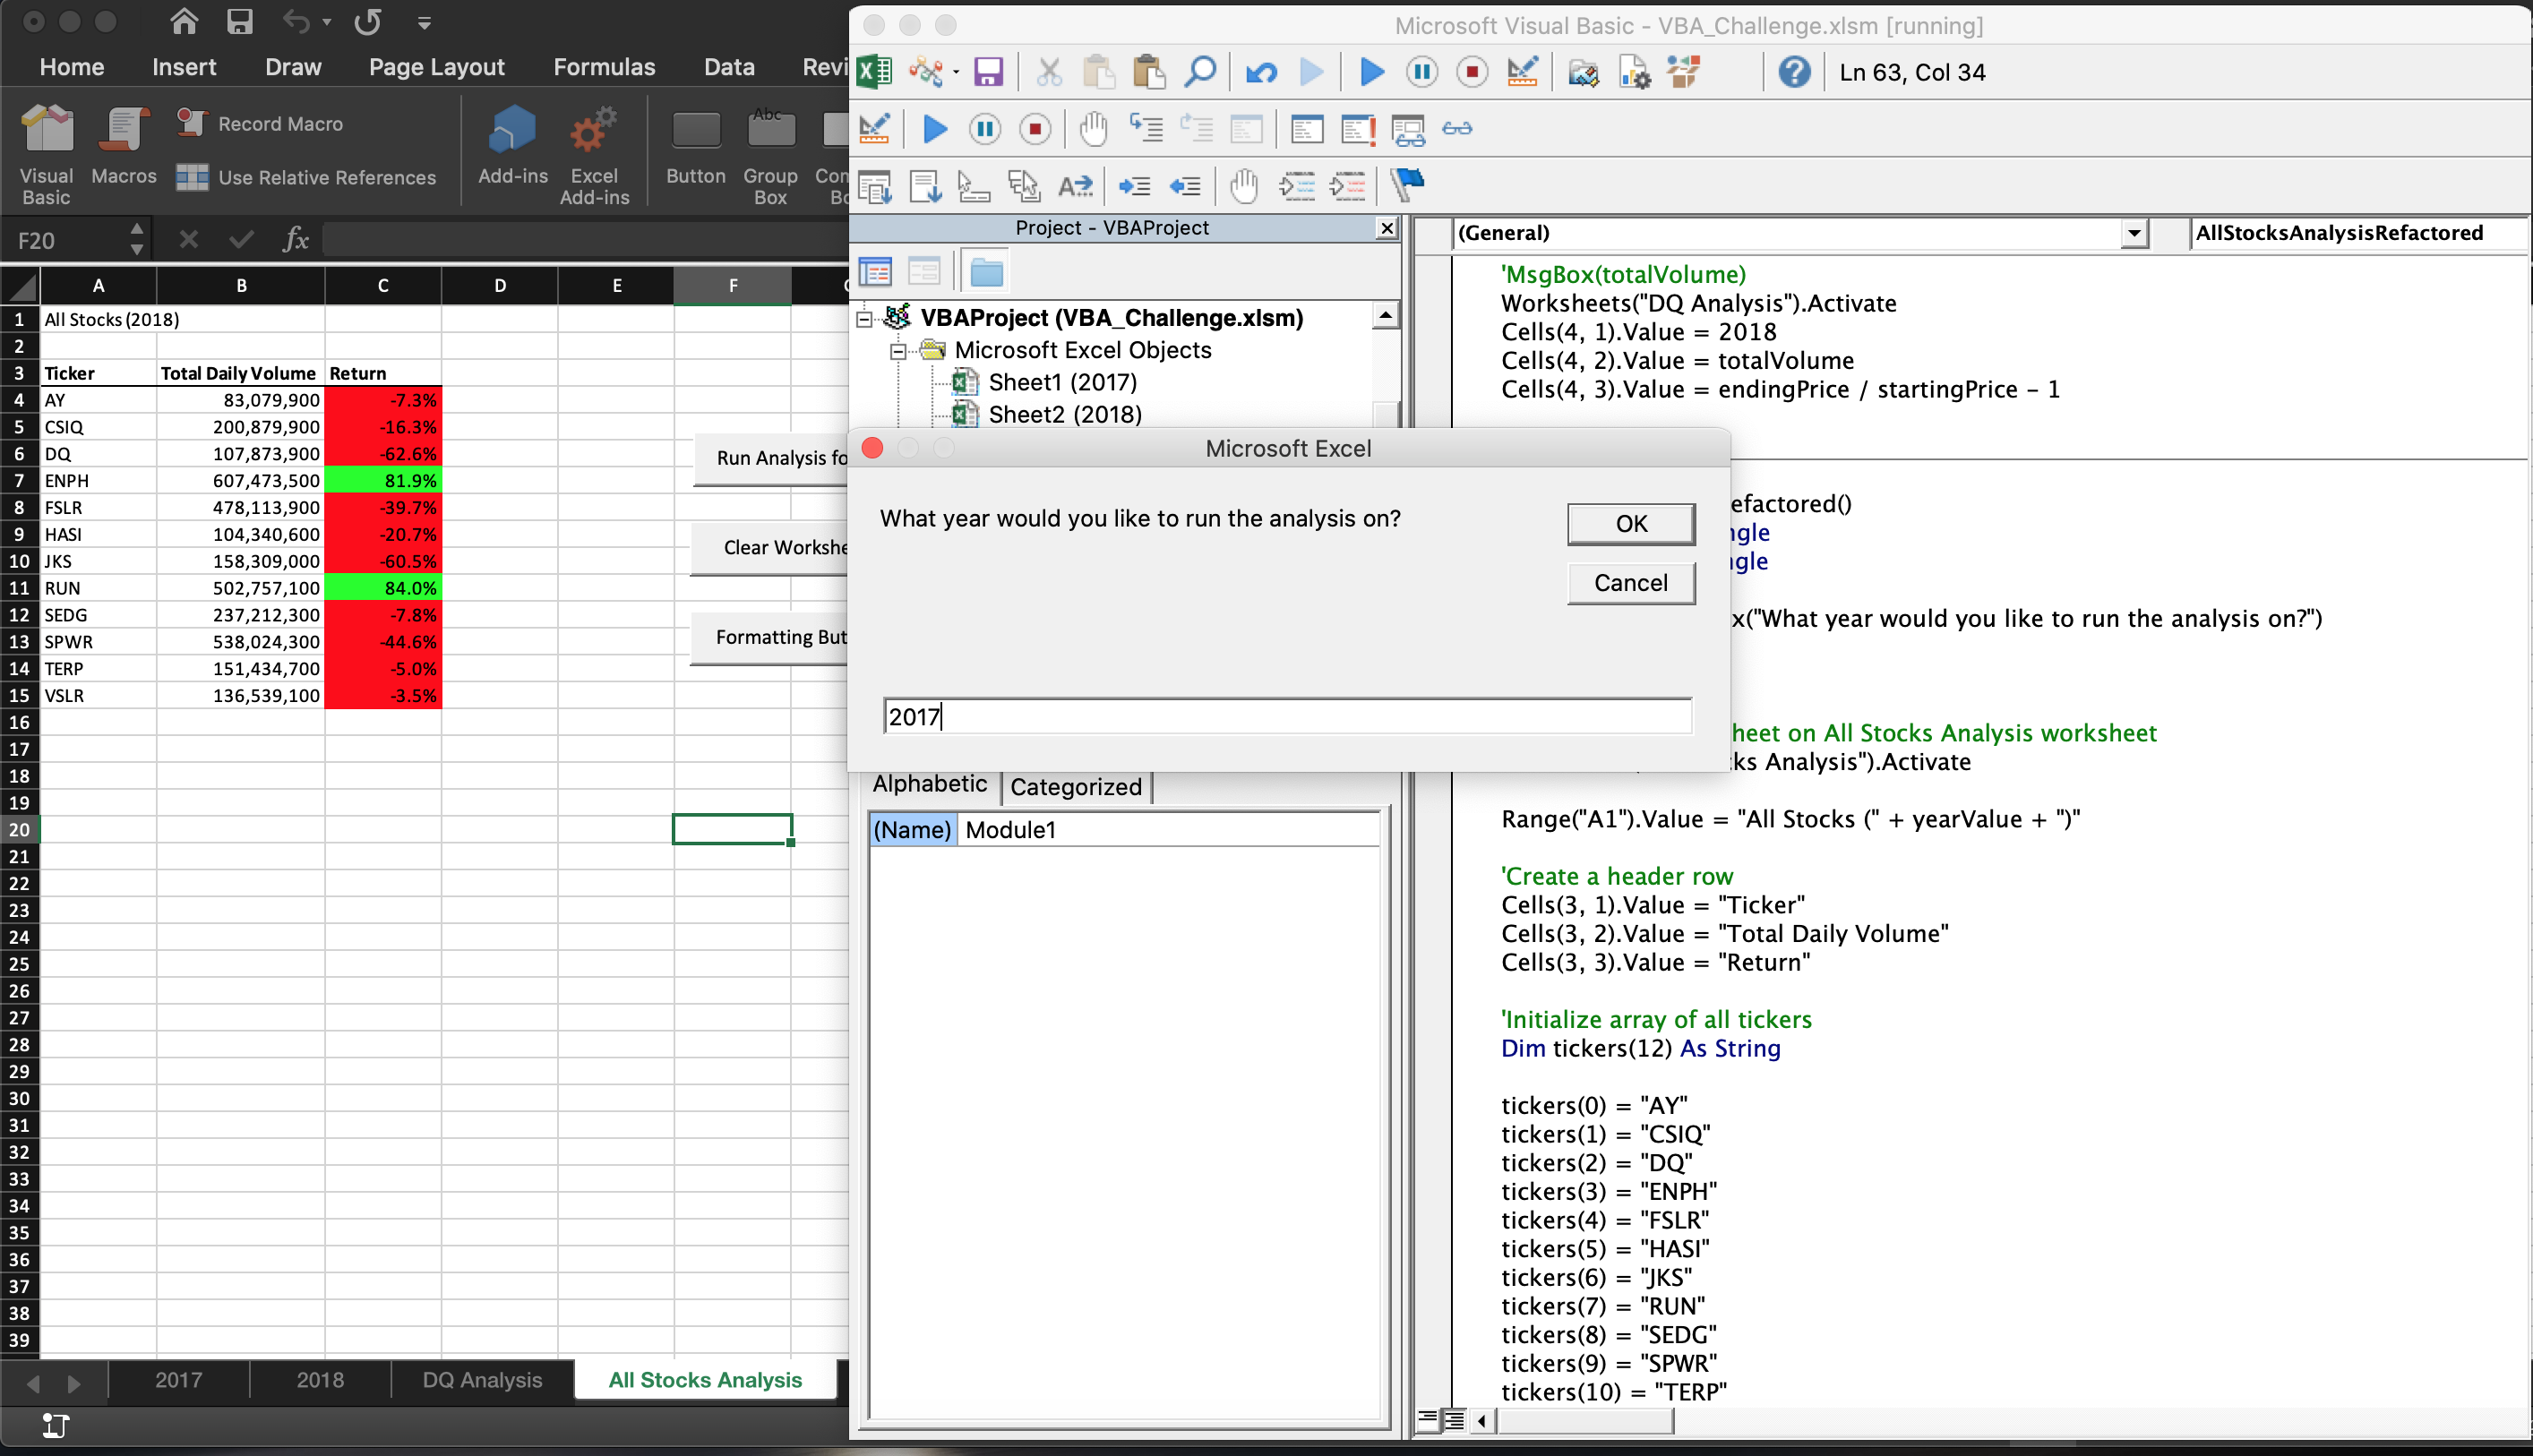 Home Insert Draw Page Layout Formulas Data Revi
Visual Basic
Macros
Record Macro
Use Relative References
Add-ins
Excel Add-ins
Button
Abc
Group Box
F20
fx
A B C D E F
1 All Stocks (2018)
2
3 Ticker Total Daily Volume Return
4 AY 83,079,900 -7.3%
5 CSIQ 200,879,900 -16.3%
6 DQ 107,873,900 -62.6%
7 ENPH 607,473,500 81.9%
8 FSLR 478,113,900 -39.7%
9 HASI 104,340,600 -20.7%
10 JKS 158,309,000 -60.5%
11 RUN 502,757,100 84.0%
12 SEDG 237,212,300 -7.8%
13 SPWR 538,024,300 -44.6%
14 TERP 151,434,700 -5.0%
15 VSLR 136,539,100 -3.5%
16
17
18
19
20
21
22
23
24
25
26
27
28
29
30
31
32
33
34
35
36
37
38
39
Run Analysis fo
Clear Workshe
Formatting But
2017 2018 DQ Analysis All Stocks Analysis
Microsoft Visual Basic - VBA_Challenge.xlsm [running]
Ln 63, Col 34
Project - VBAProject
VBAProject (VBA_Challenge.xlsm)
Microsoft Excel Objects
Sheet1 (2017)
Sheet2 (2018)
Microsoft Excel
What year would you like to run the analysis on?
OK
Cancel
2017
Alphabetic Categorized
(Name) Module1
(General) AllStocksAnalysisRefactored
'MsgBox(totalVolume)
Worksheets("DQ Analysis").Activate
Cells(4, 1).Value = 2018
Cells(4, 2).Value = totalVolume
Cells(4, 3).Value = endingPrice / startingPrice - 1
efactored()
ngle
ngle
x("What year would you like to run the analysis on?")
heet on All Stocks Analysis worksheet
ks Analysis").Activate
Range("A1").Value = "All Stocks (" + yearValue + ")"
'Create a header row
Cells(3, 1).Value = "Ticker"
Cells(3, 2).Value = "Total Daily Volume"
Cells(3, 3).Value = "Return"
'Initialize array of all tickers
Dim tickers(12) As String
tickers(0) = "AY"
tickers(1) = "CSIQ"
tickers(2) = "DQ"
tickers(3) = "ENPH"
tickers(4) = "FSLR"
tickers(5) = "HASI"
tickers(6) = "JKS"
tickers(7) = "RUN"
tickers(8) = "SEDG"
tickers(9) = "SPWR"
tickers(10) = "TERP"